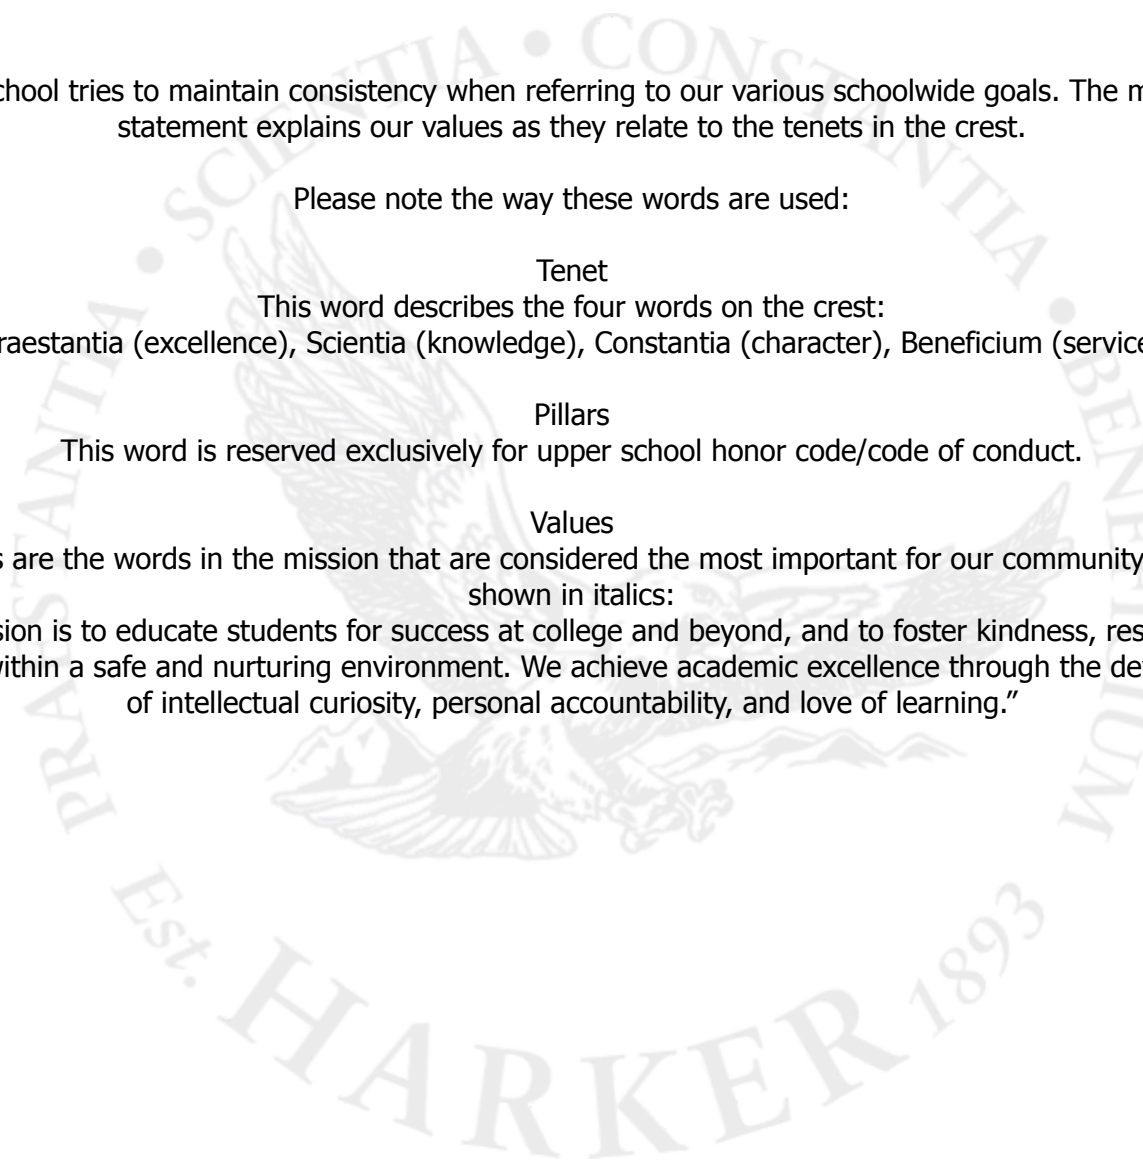 chool tries to maintain consistency when referring to our various schoolwide goals. The m
statement explains our values as they relate to the tenets in the crest.
Please note the way these words are used:
Tenet
This word describes the four words on the crest:
raestantia (excellence), Scientia (knowledge), Constantia (character), Beneficium (service
Pillars
This word is reserved exclusively for upper school honor code/code of conduct.
Values
s are the words in the mission that are considered the most important for our community
shown in italics:
sion is to educate students for success at college and beyond, and to foster kindness, res
within a safe and nurturing environment. We achieve academic excellence through the de
of intellectual curiosity, personal accountability, and love of learning.”
PRAESTANTIA • SCIENTIA • CONSTANTIA • BENEFICIUM
Est. HARKER 1893